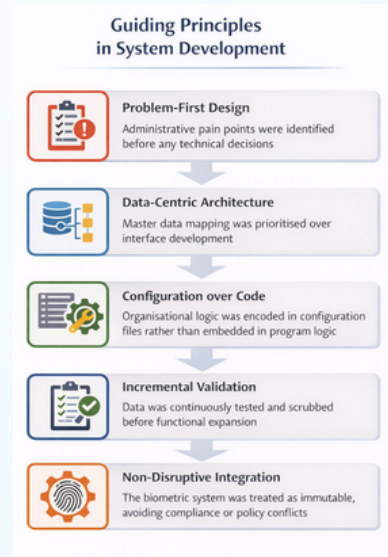 Guiding Principles
in System Development
Problem-First Design
Administrative pain points were identified
before any technical decisions
Data-Centric Architecture
Master data mapping was prioritised over
interface development
Configuration over Code
Organisational logic was encoded in configuration
files rather than embedded in program logic
Incremental Validation
Data was continuously tested and scrubbed
before functional expansion
Non-Disruptive Integration
The biometric system was treated as immutable,
avoiding compliance or policy conflicts